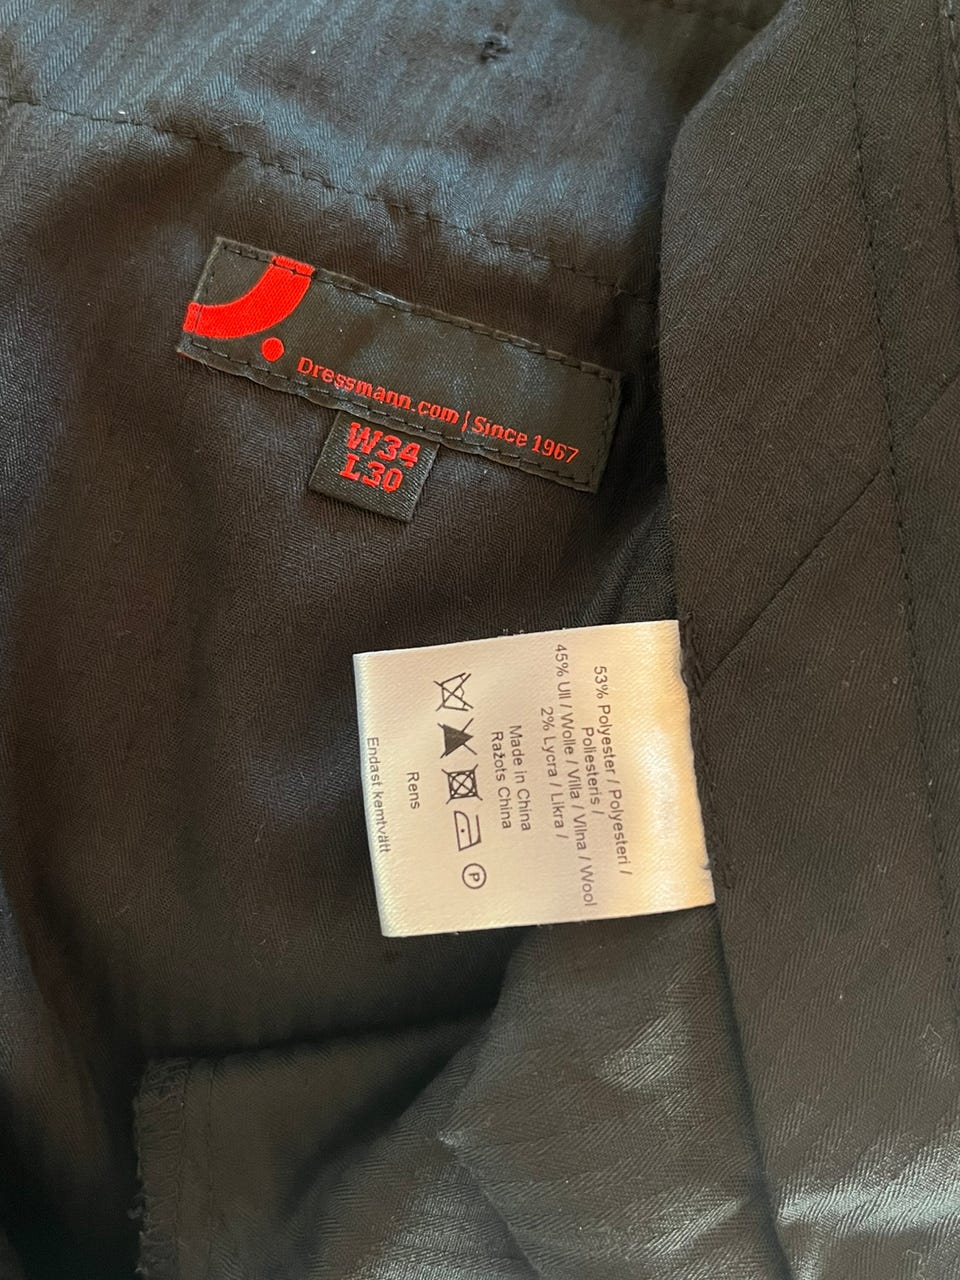 Dressmann.com | Since 1967
W34
L30
53% Polyester / Polyesteri /
Poliesteris /
45% Ull / Wolle / Villa / Vilna / Wool
2% Lycra / Likra /
Made in China
Ražots China
P
Rens
Endast kemtvätt